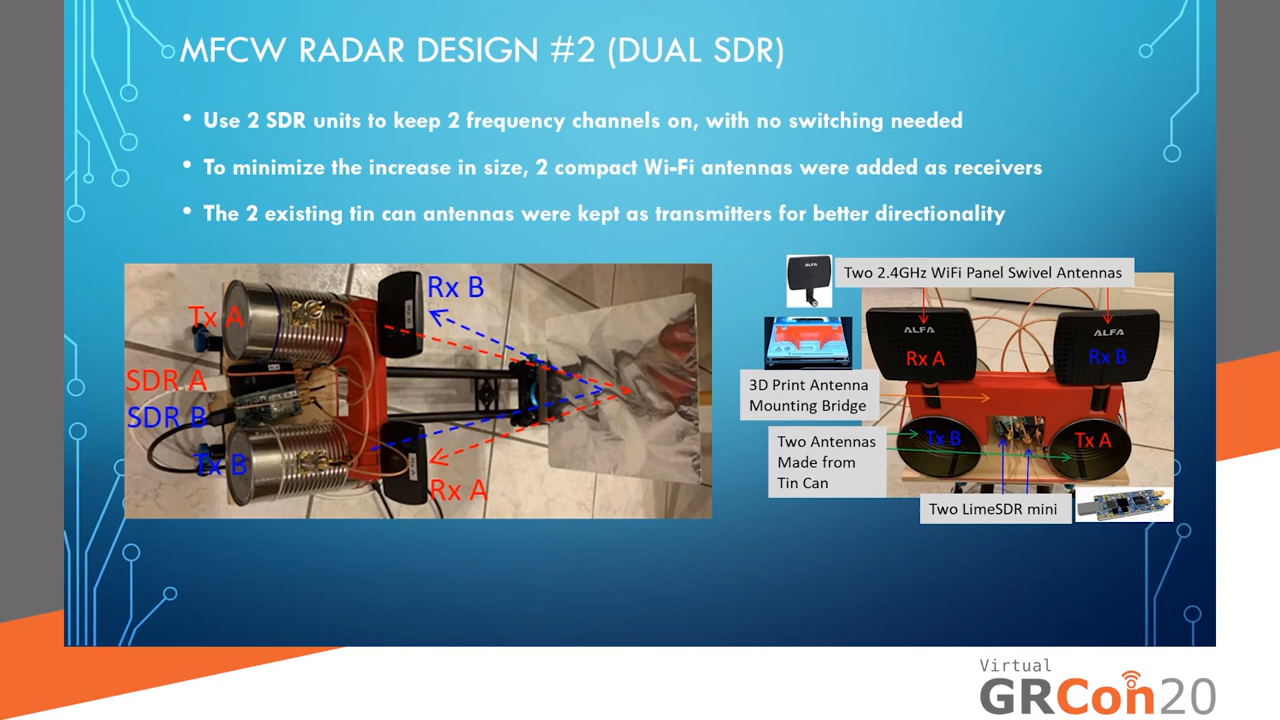 MFCW RADAR DESIGN #2 (DUAL SDR)
• Use 2 SDR units to keep 2 frequency channels on, with no switching needed
• To minimize the increase in size, 2 compact Wi-Fi antennas were added as receivers
• The 2 existing tin can antennas were kept as transmitters for better directionality
Rx B
Tx A
SDR A
SDR B
Tx B
Rx A
ALFA
Two 2.4GHz WiFi Panel Swivel Antennas
ALFA
ALFA
Rx A
Rx B
3D Print Antenna
Mounting Bridge
Two Antennas
Made from
Tin Can
Tx B
Tx A
Two LimeSDR mini
Virtual
GRCon20